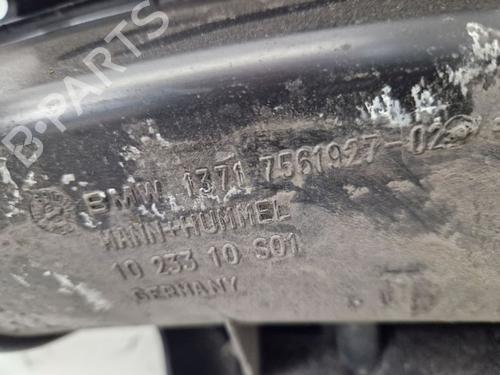 B-PARTS
BMW 1371 7561927-02
MANN+HUMMEL
10 233 10 S01
GERMANY